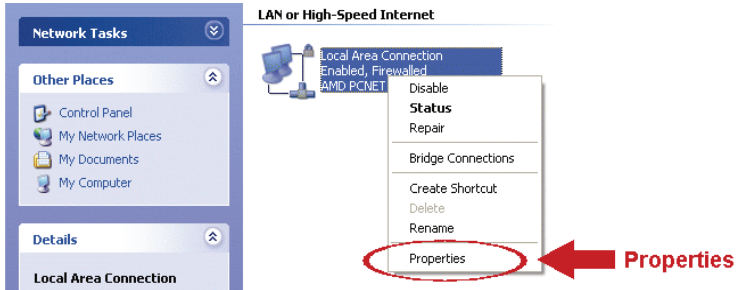 Network Tasks
Other Places
Control Panel
My Network Places
My Documents
My Computer
Details
Local Area Connection
LAN or High-Speed Internet
Local Area Connection
Enabled, Firewalled
AMD PCNET
Disable
Status
Repair
Bridge Connections
Create Shortcut
Delete
Rename
Properties
Properties